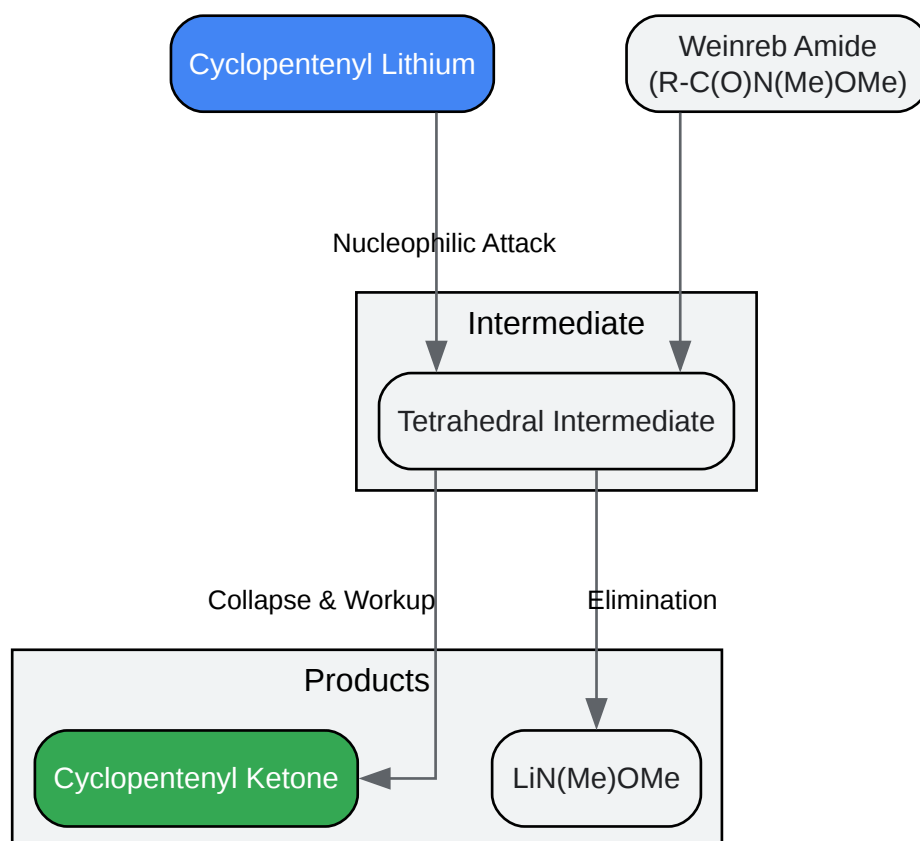 Cyclopentenyl Lithium
Weinreb Amide
(R-C(O)N(Me)OMe)
Nucleophilic Attack
Intermediate
Tetrahedral Intermediate
Collapse & Workup
Elimination
Products
Cyclopentenyl Ketone
LiN(Me)OMe